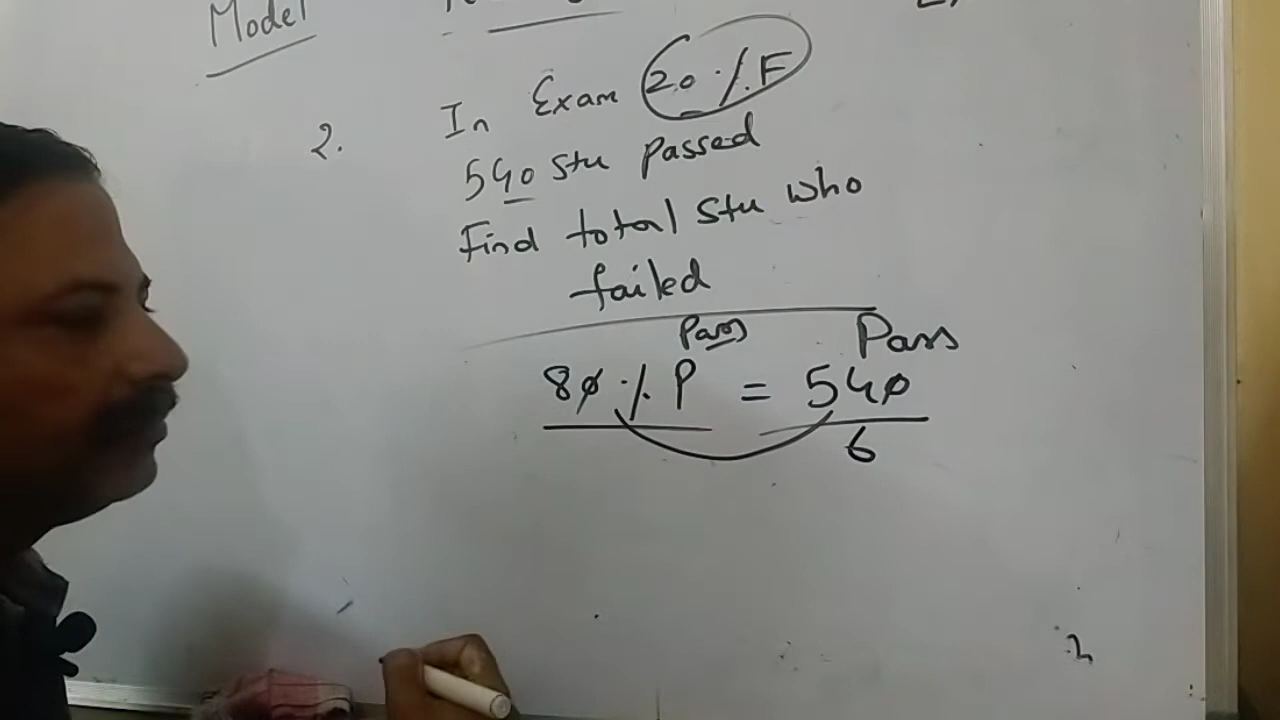 Model
2. In Exam 20 % F
540 stu passed
Find total stu who
failed
Pass Pass
80 % P = 540
6